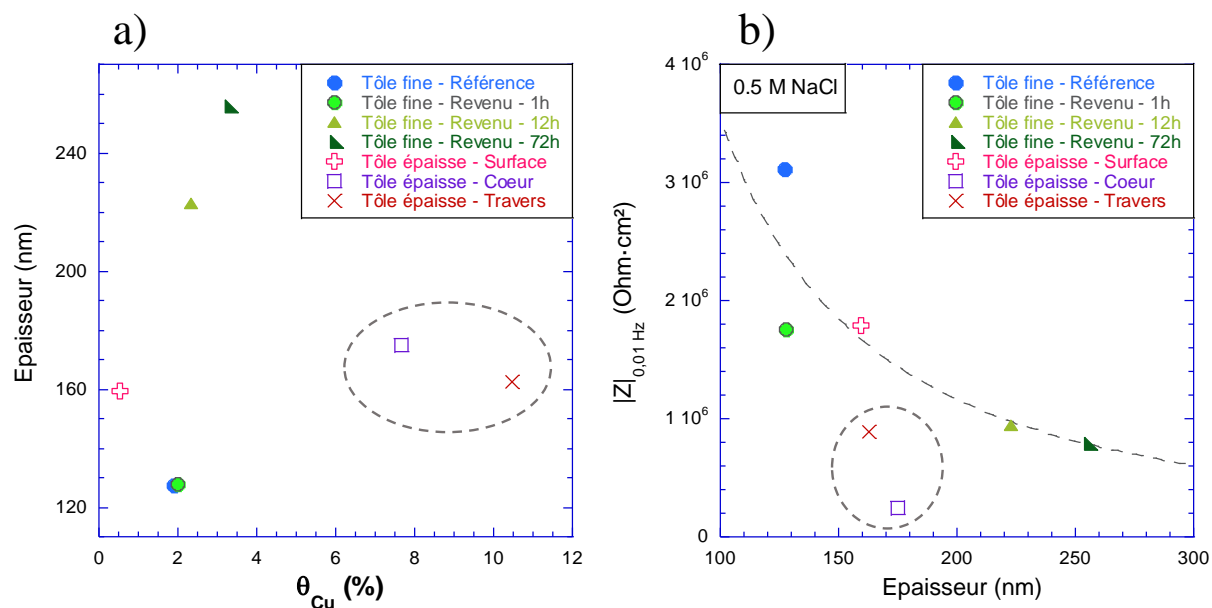 a)
Epaisseur (nm)
240
200
160
120
0 2 4 6 8 10 12
θCu (%)
Tôle fine - Référence
Tôle fine - Revenu - 1h
Tôle fine - Revenu - 12h
Tôle fine - Revenu - 72h
Tôle épaisse - Surface
Tôle épaisse - Coeur
Tôle épaisse - Travers
b)
|Z|0,01 Hz (Ohm·cm²)
4 10⁶
3 10⁶
2 10⁶
1 10⁶
0
100 150 200 250 300
Epaisseur (nm)
0.5 M NaCl
Tôle fine - Référence
Tôle fine - Revenu - 1h
Tôle fine - Revenu - 12h
Tôle fine - Revenu - 72h
Tôle épaisse - Surface
Tôle épaisse - Coeur
Tôle épaisse - Travers